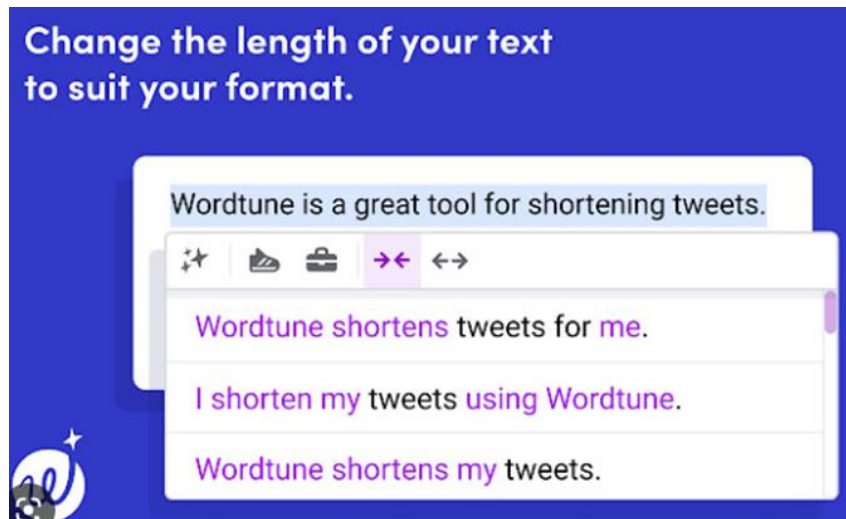 Change the length of your text
to suit your format.
Wordtune is a great tool for shortening tweets.
Wordtune shortens tweets for me.
I shorten my tweets using Wordtune.
Wordtune shortens my tweets.